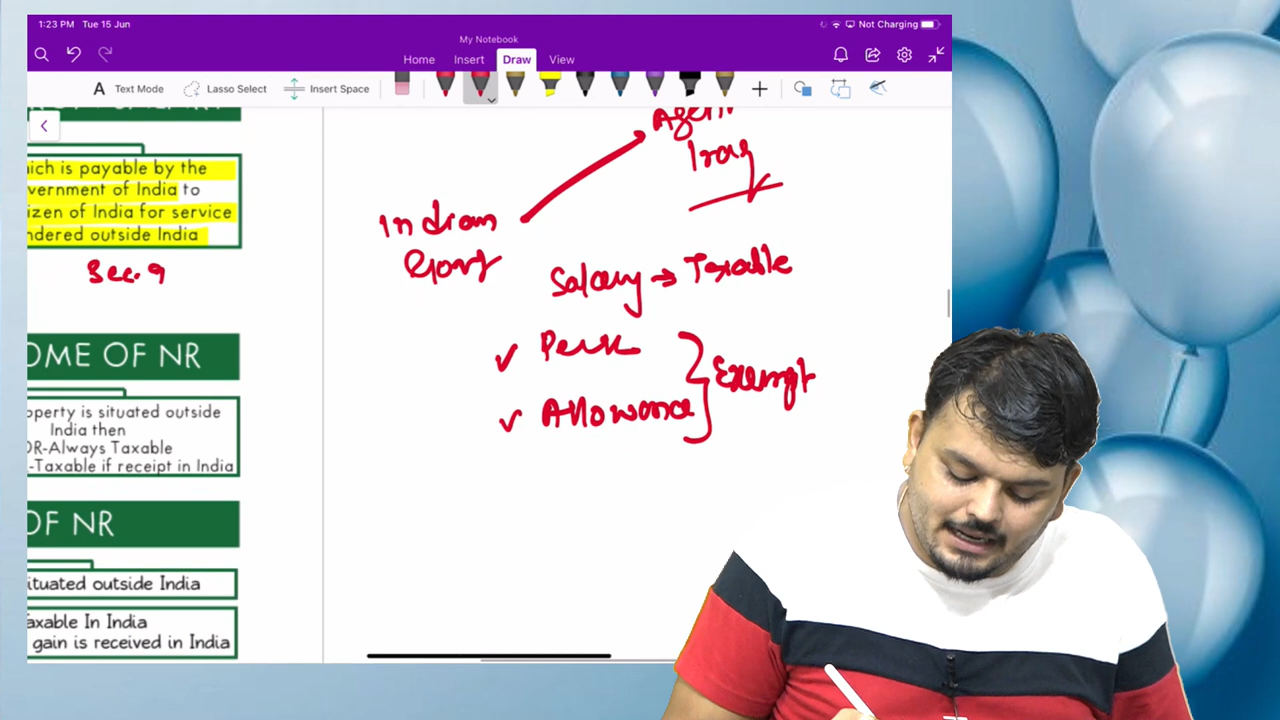 1:23 PM Tue 15 Jun
Not Charging
My Notebook
Home Insert Draw View
A Text Mode Lasso Select Insert Space
ich is payable by the
vernment of India to
izen of India for service
ndered outside India
Sec. 9
OME OF NR
operty is situated outside
India then
OR-Always Taxable
-Taxable if receipt in India
OF NR
ituated outside India
axable In India
gain is received in India
Agent
Iraq
Indian
Govt
Salary → Taxable
✓ Perk
✓ Allowance
Exempt